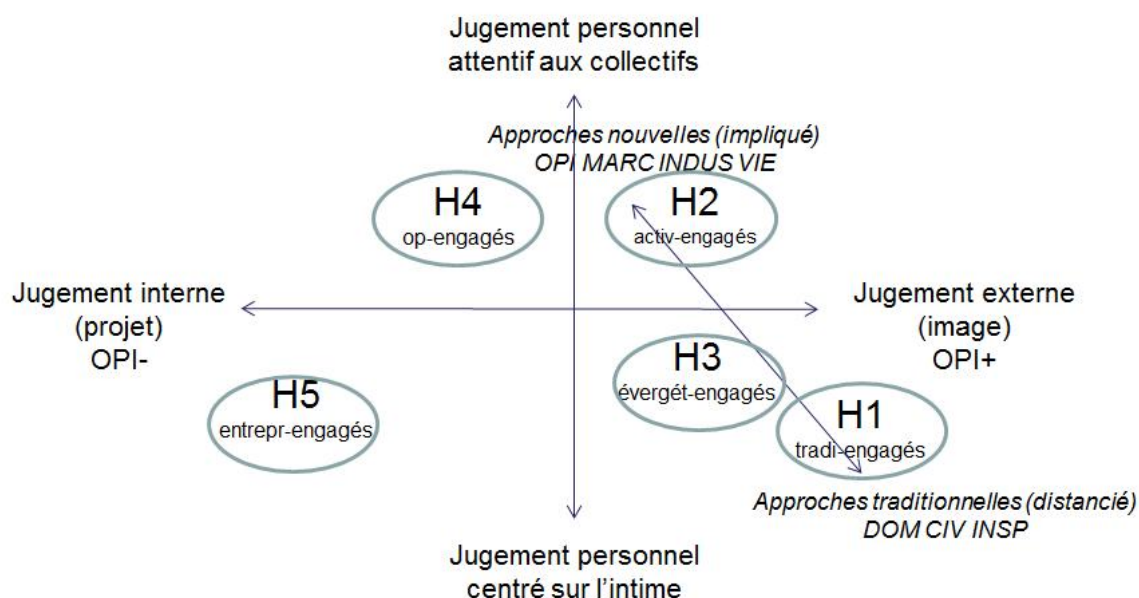 Jugement personnel
attentif aux collectifs
Approches nouvelles (impliqué)
OPI MARC INDUS VIE
H4
op-engagés
H2
activ-engagés
Jugement interne
(projet)
OPI-
Jugement externe
(image)
OPI+
H3
évergét-engagés
H5
entrepr-engagés
H1
tradi-engagés
Approches traditionnelles (distancié)
DOM CIV INSP
Jugement personnel
centré sur l'intime